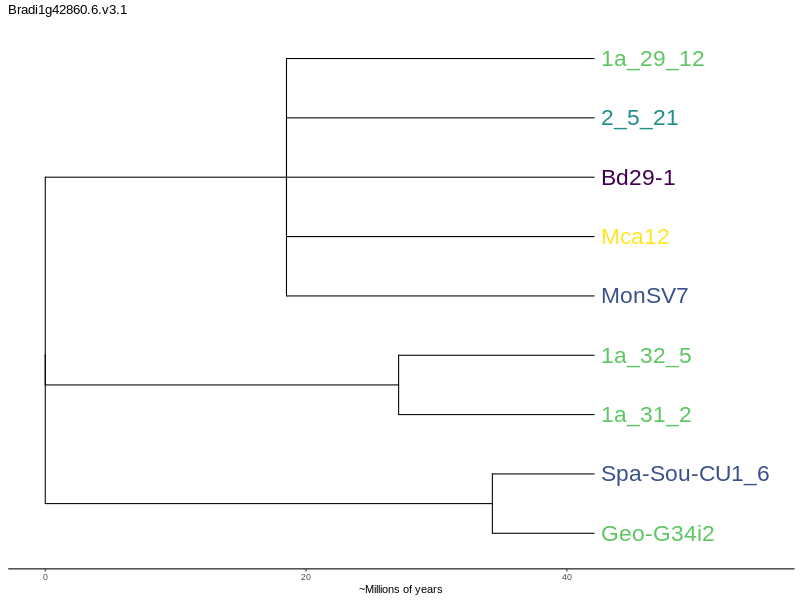 Bradi1g42860.6.v3.1
1a_29_12
2_5_21
Bd29-1
Mca12
MonSV7
1a_32_5
1a_31_2
Spa-Sou-CU1_6
Geo-G34i2
0 20 40
~Millions of years